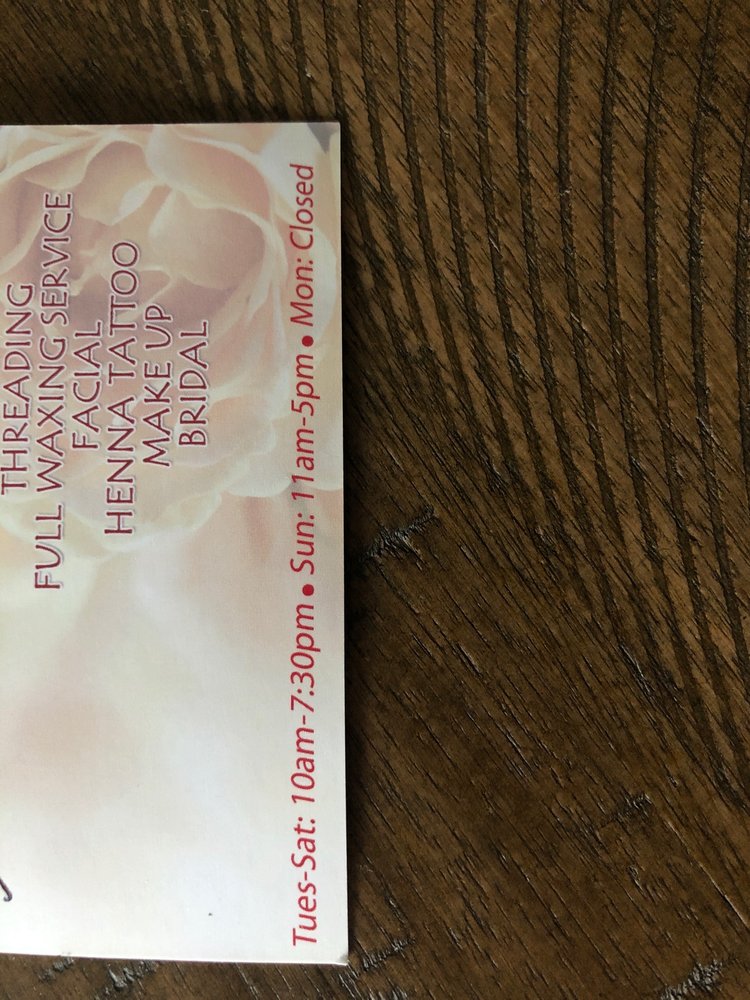 THREADING
FULL WAXING SERVICE
FACIAL
HENNA TATTOO
MAKE UP
BRIDAL
Tues-Sat: 10am-7:30pm • Sun: 11am-5pm • Mon: Closed